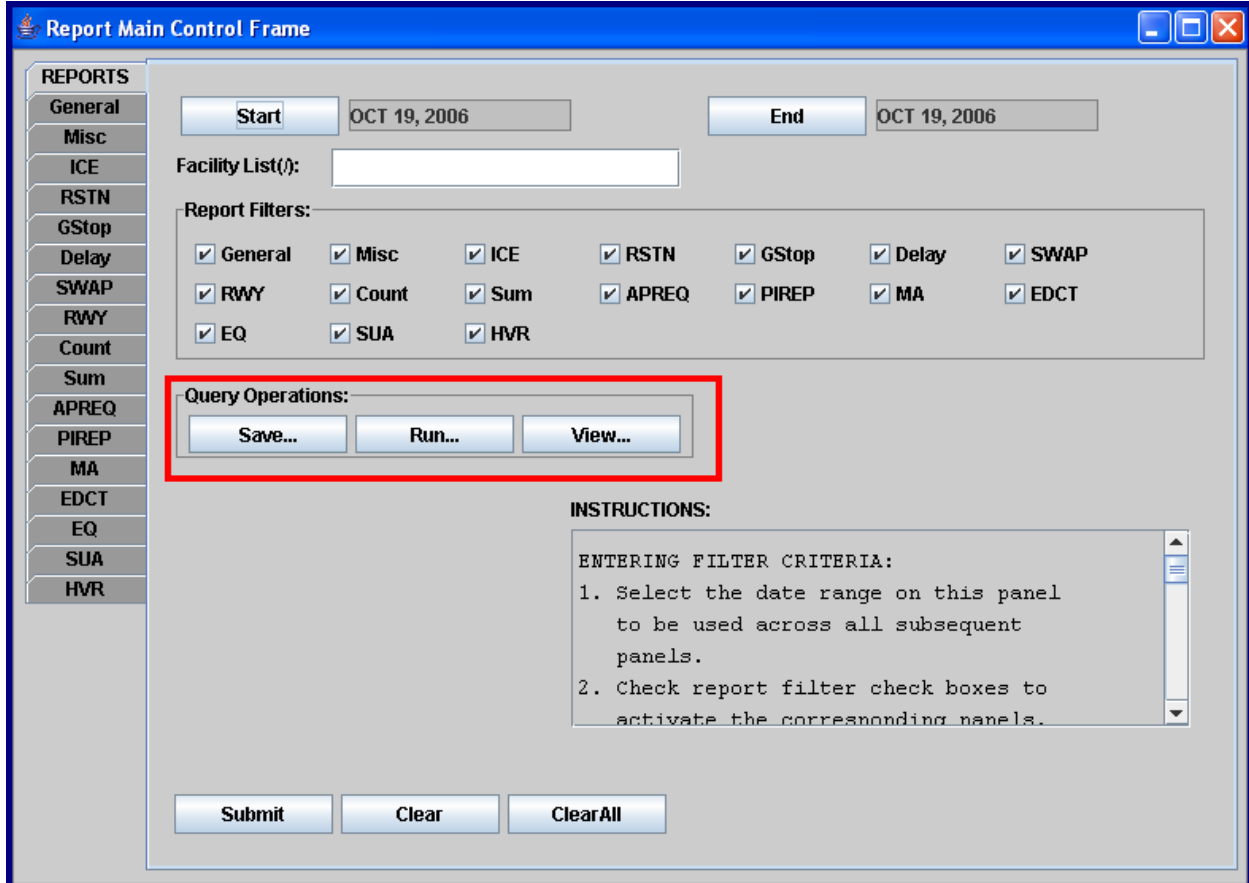 Report Main Control Frame
REPORTS
General
Misc
ICE
RSTN
GStop
Delay
SWAP
RWY
Count
Sum
APREQ
PIREP
MA
EDCT
EQ
SUA
HVR
Start OCT 19, 2006 End OCT 19, 2006
Facility List(/):
Report Filters:
General Misc ICE RSTN GStop Delay SWAP
RWY Count Sum APREQ PIREP MA EDCT
EQ SUA HVR
Query Operations:
Save... Run... View...
INSTRUCTIONS:
ENTERING FILTER CRITERIA:
1. Select the date range on this panel
to be used across all subsequent
panels.
2. Check report filter check boxes to
activate the corresponding panels.
Submit Clear ClearAll